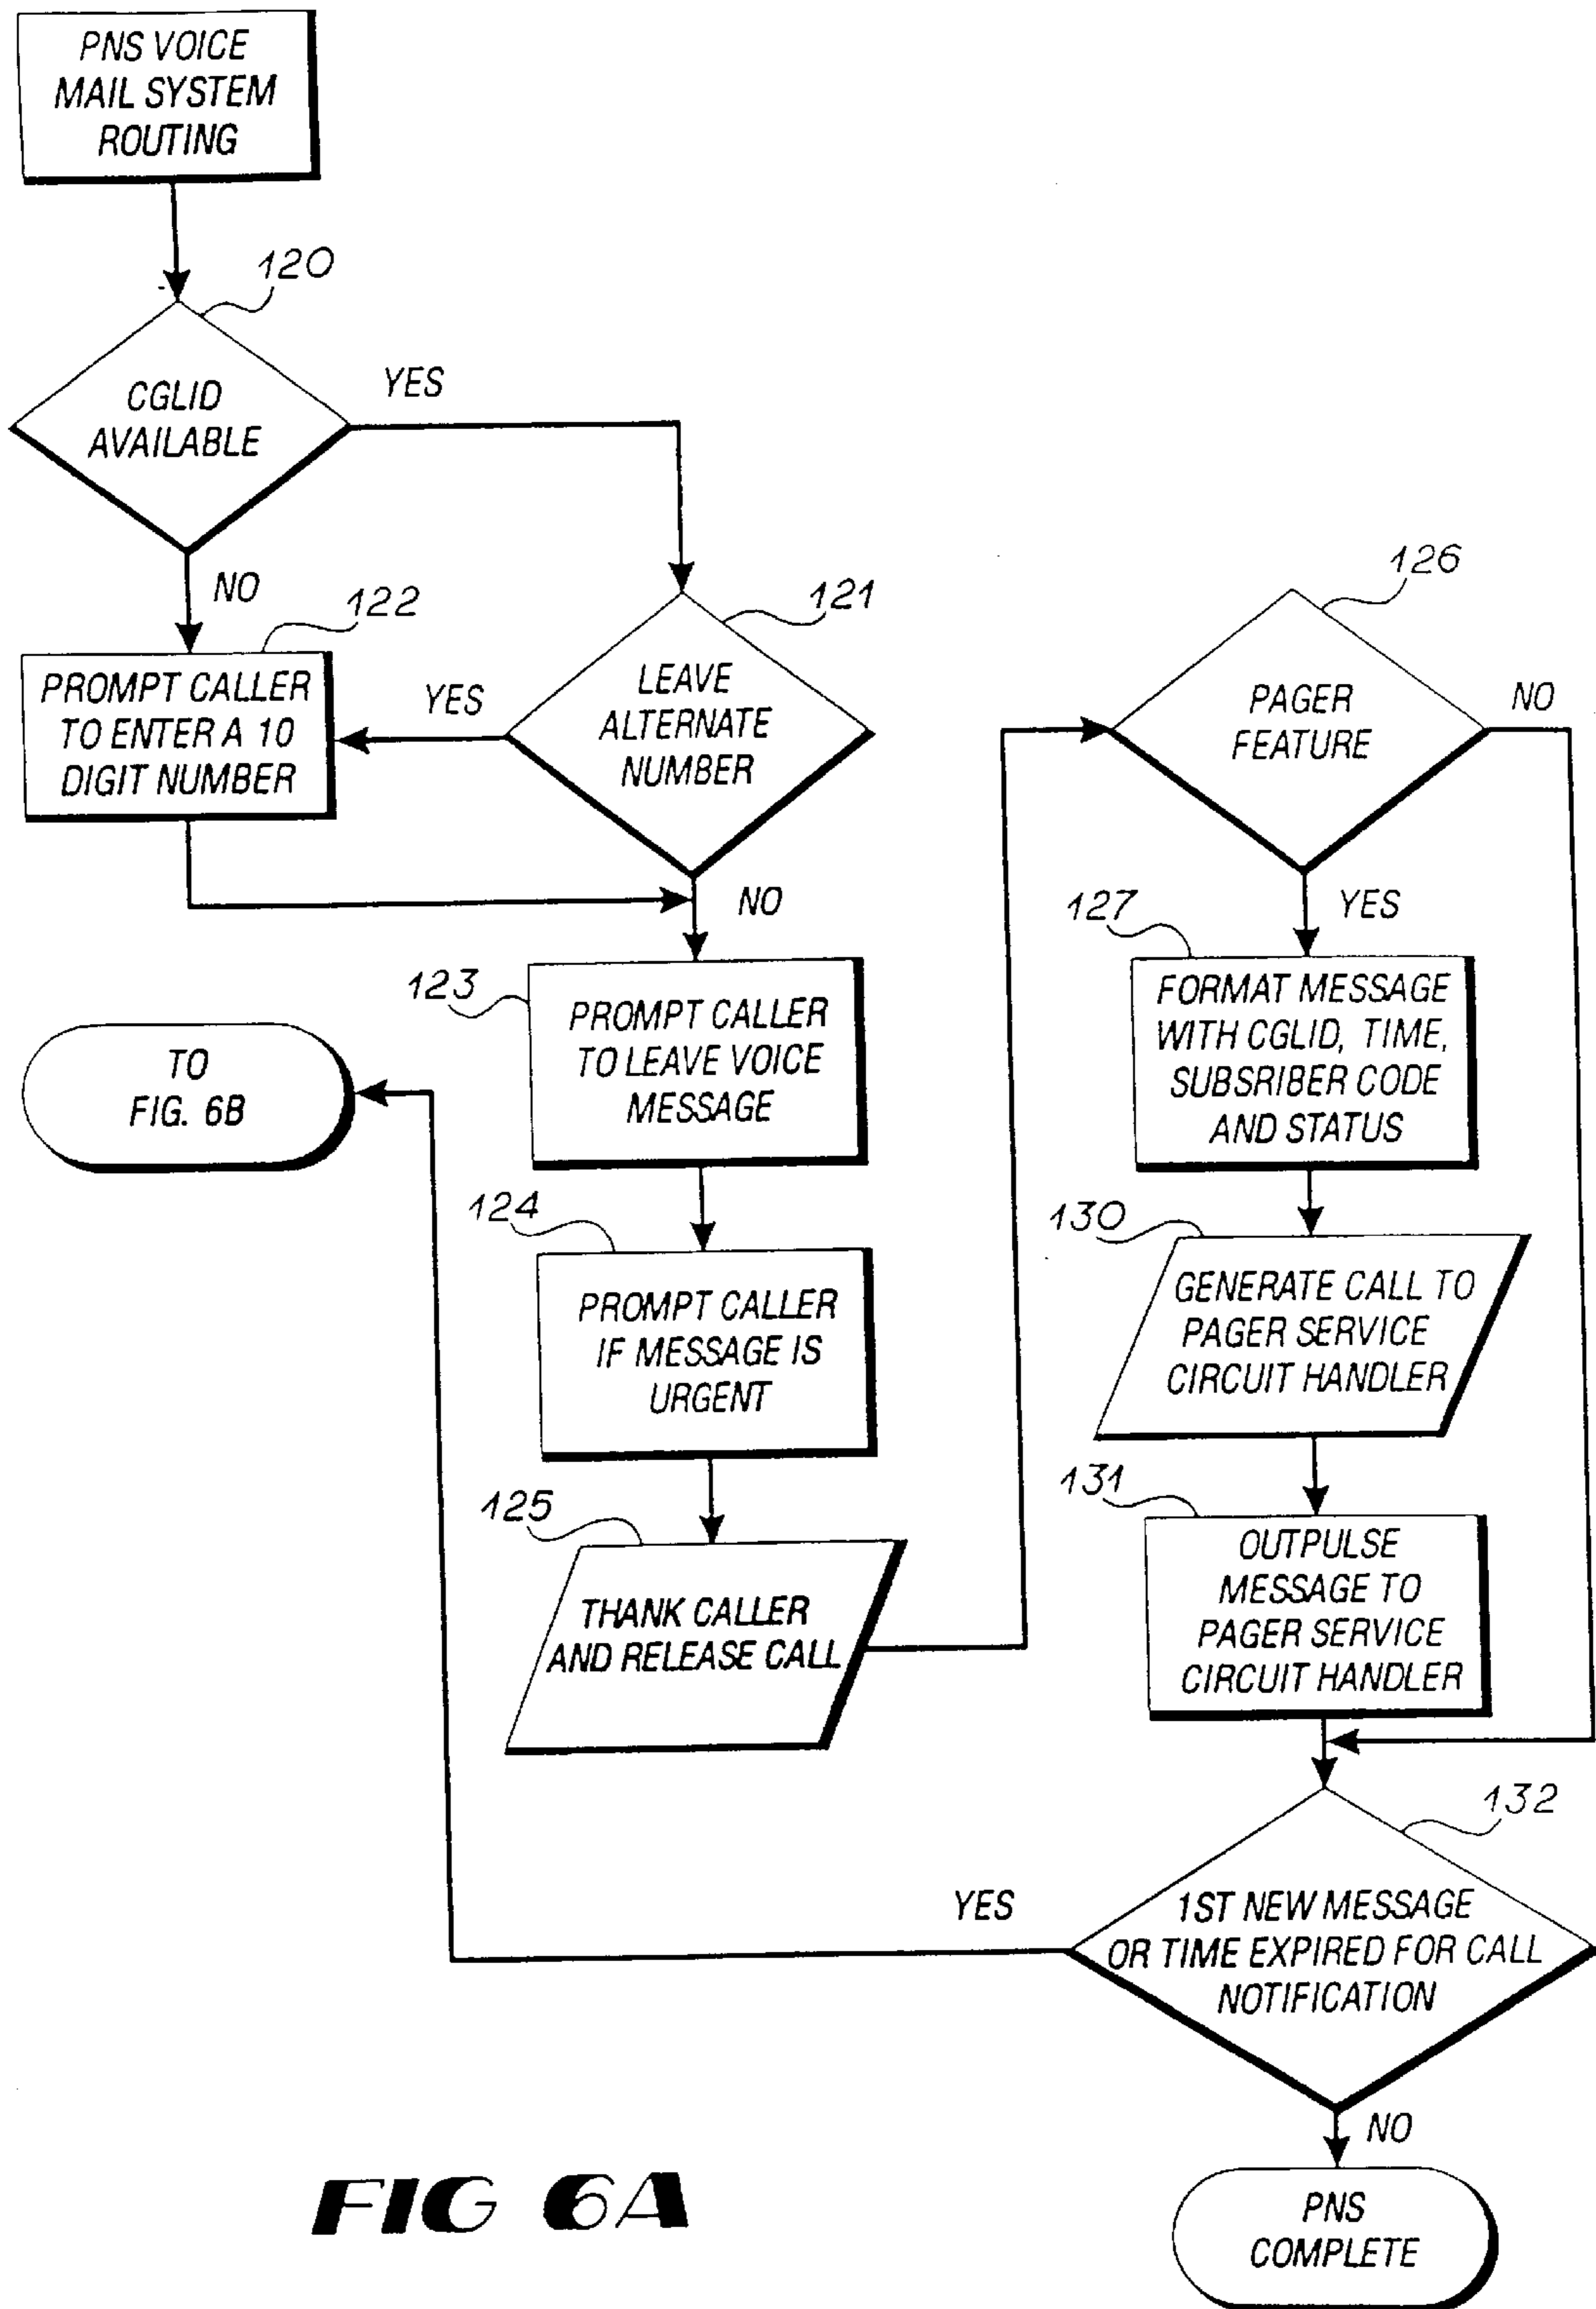 PNS VOICE
MAIL SYSTEM
ROUTING
120
CGLID
AVAILABLE
YES
NO
122
PROMPT CALLER
TO ENTER A 10
DIGIT NUMBER
YES
121
LEAVE
ALTERNATE
NUMBER
NO
123
PROMPT CALLER
TO LEAVE VOICE
MESSAGE
TO
FIG. 6B
124
PROMPT CALLER
IF MESSAGE IS
URGENT
125
THANK CALLER
AND RELEASE CALL
126
PAGER
FEATURE
NO
YES
127
FORMAT MESSAGE
WITH CGLID, TIME,
SUBSRIBER CODE
AND STATUS
130
GENERATE CALL TO
PAGER SERVICE
CIRCUIT HANDLER
131
OUTPULSE
MESSAGE TO
PAGER SERVICE
CIRCUIT HANDLER
132
1ST NEW MESSAGE
OR TIME EXPIRED FOR CALL
NOTIFICATION
YES
NO
PNS
COMPLETE
FIG 6A